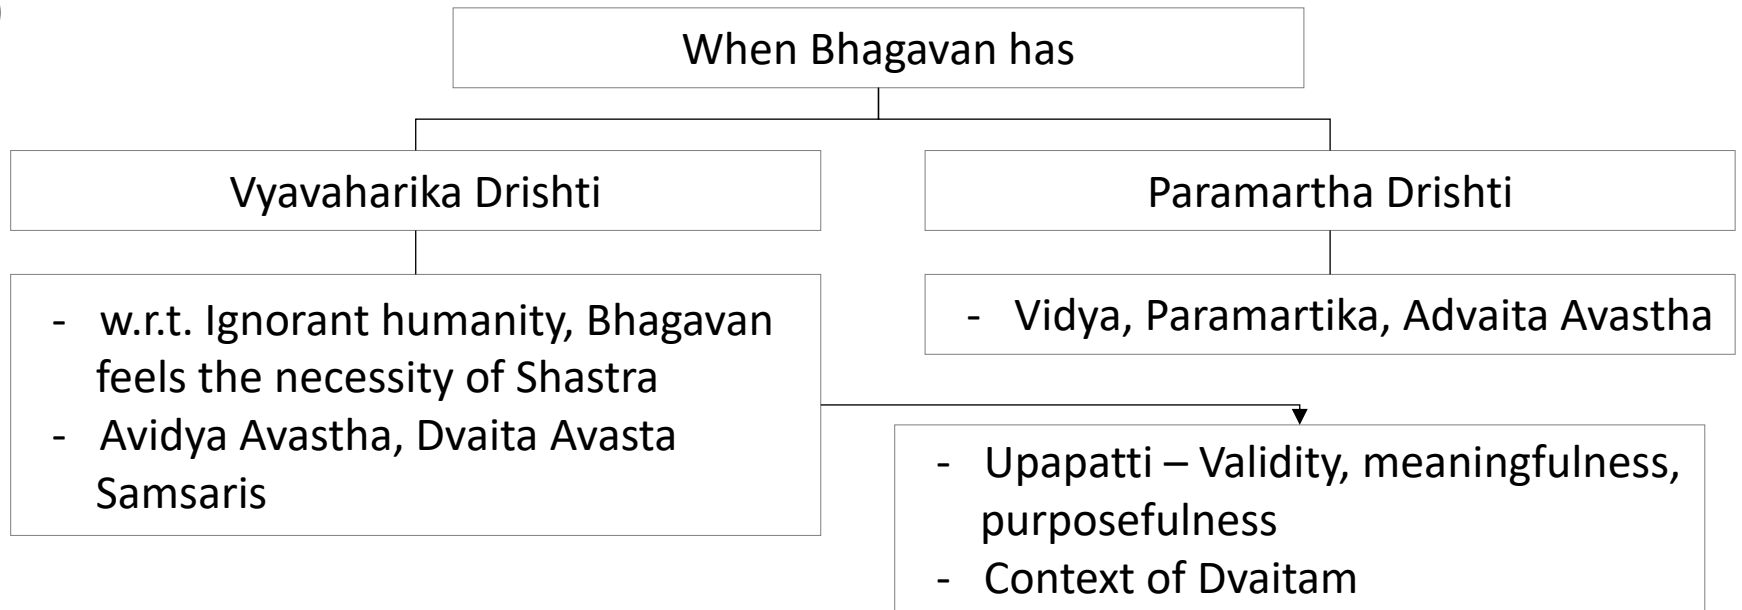 When Bhagavan has
Vyavaharika Drishti
Paramartha Drishti
- w.r.t. Ignorant humanity, Bhagavan
feels the necessity of Shastra
- Avidya Avastha, Dvaita Avasta
Samsaris
- Vidya, Paramartika, Advaita Avastha
- Upapatti – Validity, meaningfulness,
purposefulness
- Context of Dvaitam